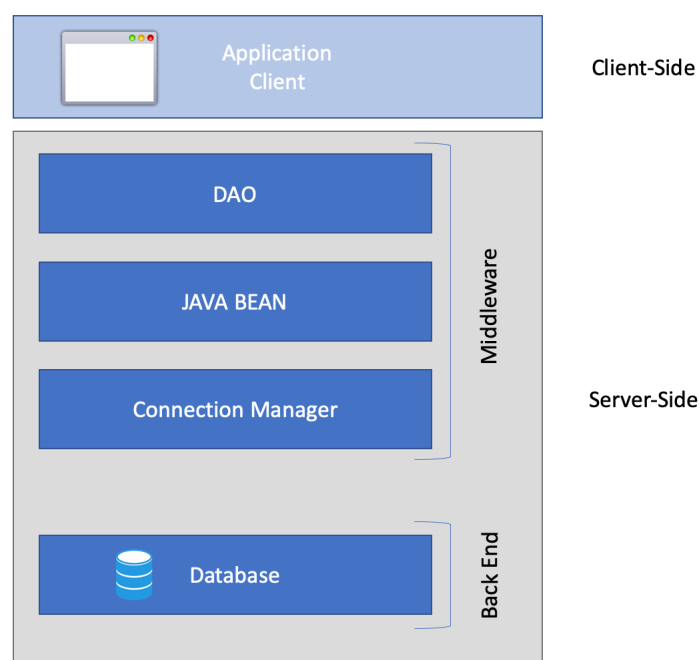 Application
Client
Client-Side
DAO
JAVA BEAN
Connection Manager
Middleware
Server-Side
Database
Back End